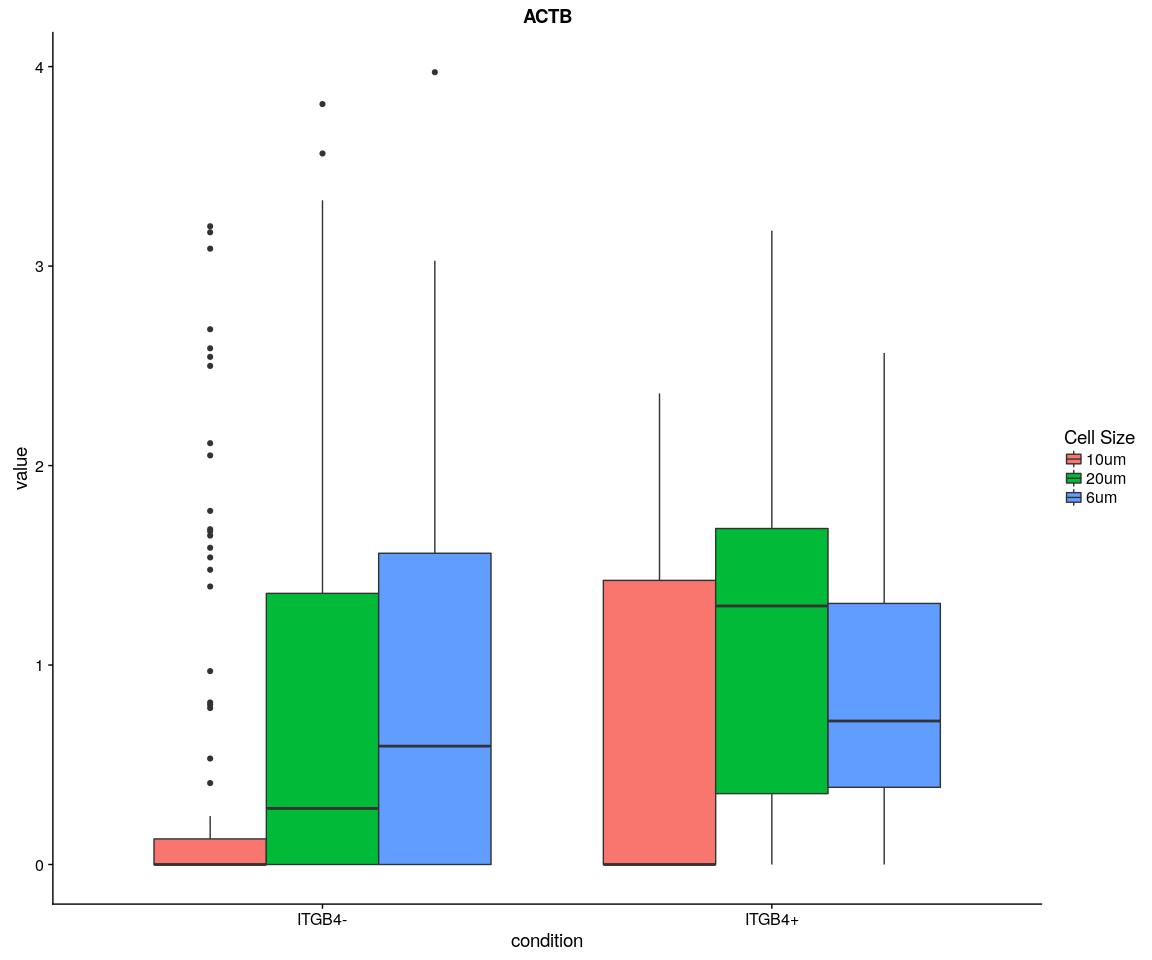 ACTB
4
3
2
1
0
value
ITGB4-
ITGB4+
condition
Cell Size
10um
20um
6um